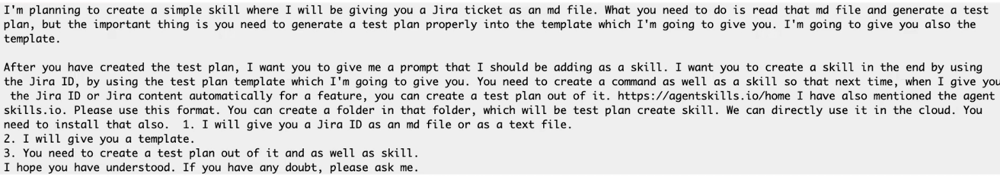 I'm planning to create a simple skill where I will be giving you a Jira ticket as an md file. What you need to do is read that md file and generate a test
plan, but the important thing is you need to generate a test plan properly into the template which I'm going to give you. I'm going to give you also the
template.
After you have created the test plan, I want you to give me a prompt that I should be adding as a skill. I want you to create a skill in the end by using
the Jira ID, by using the test plan template which I'm going to give you. You need to create a command as well as a skill so that next time, when I give you
the Jira ID or Jira content automatically for a feature, you can create a test plan out of it. https://agentskills.io/home I have also mentioned the agent
skills.io. Please use this format. You can create a folder in that folder, which will be test plan create skill. We can directly use it in the cloud. You
need to install that also.  1. I will give you a Jira ID as an md file or as a text file.
2. I will give you a template.
3. You need to create a test plan out of it and as well as skill.
I hope you have understood. If you have any doubt, please ask me.